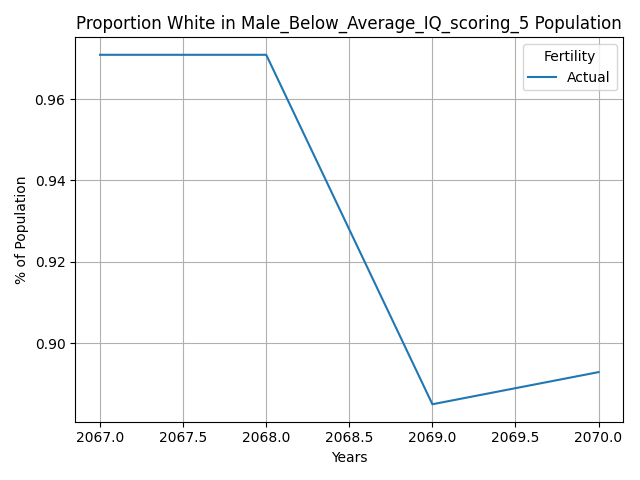 Proportion White in Male_Below_Average_IQ_scoring_5 Population
Fertility
Actual
% of Population
0.96
0.94
0.92
0.90
2067.0 2067.5 2068.0 2068.5 2069.0 2069.5 2070.0
Years